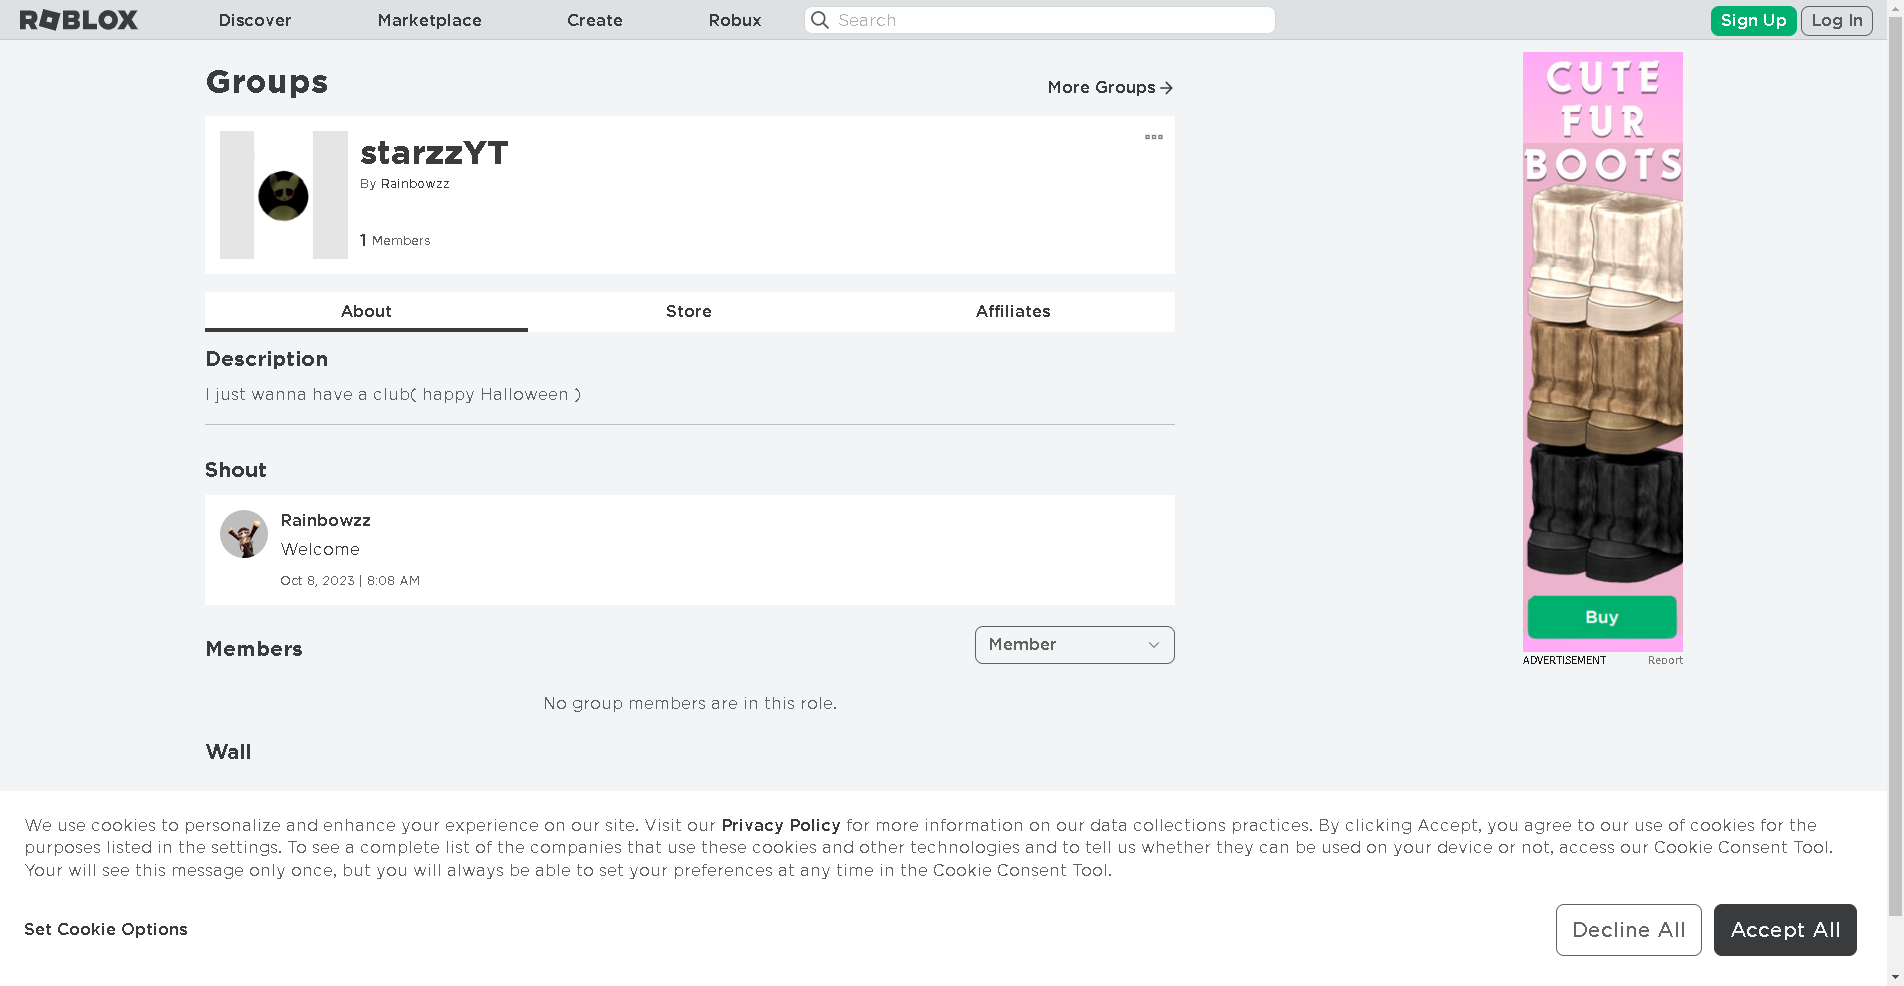 ROBLOX
Discover
Marketplace
Create
Robux
Search
Sign Up
Log In
Groups
More Groups
starzzYT
By Rainbowzz
1 Members
About
Store
Affiliates
Description
I just wanna have a club( happy Halloween )
Shout
Rainbowzz
Welcome
Oct 8, 2023 | 8:08 AM
Members
Member
No group members are in this role.
Wall
CUTE
FUR
BOOTS
Buy
ADVERTISEMENT
Report
We use cookies to personalize and enhance your experience on our site. Visit our Privacy Policy for more information on our data collections practices. By clicking Accept, you agree to our use of cookies for the
purposes listed in the settings. To see a complete list of the companies that use these cookies and other technologies and to tell us whether they can be used on your device or not, access our Cookie Consent Tool.
Your will see this message only once, but you will always be able to set your preferences at any time in the Cookie Consent Tool.
Set Cookie Options
Decline All
Accept All